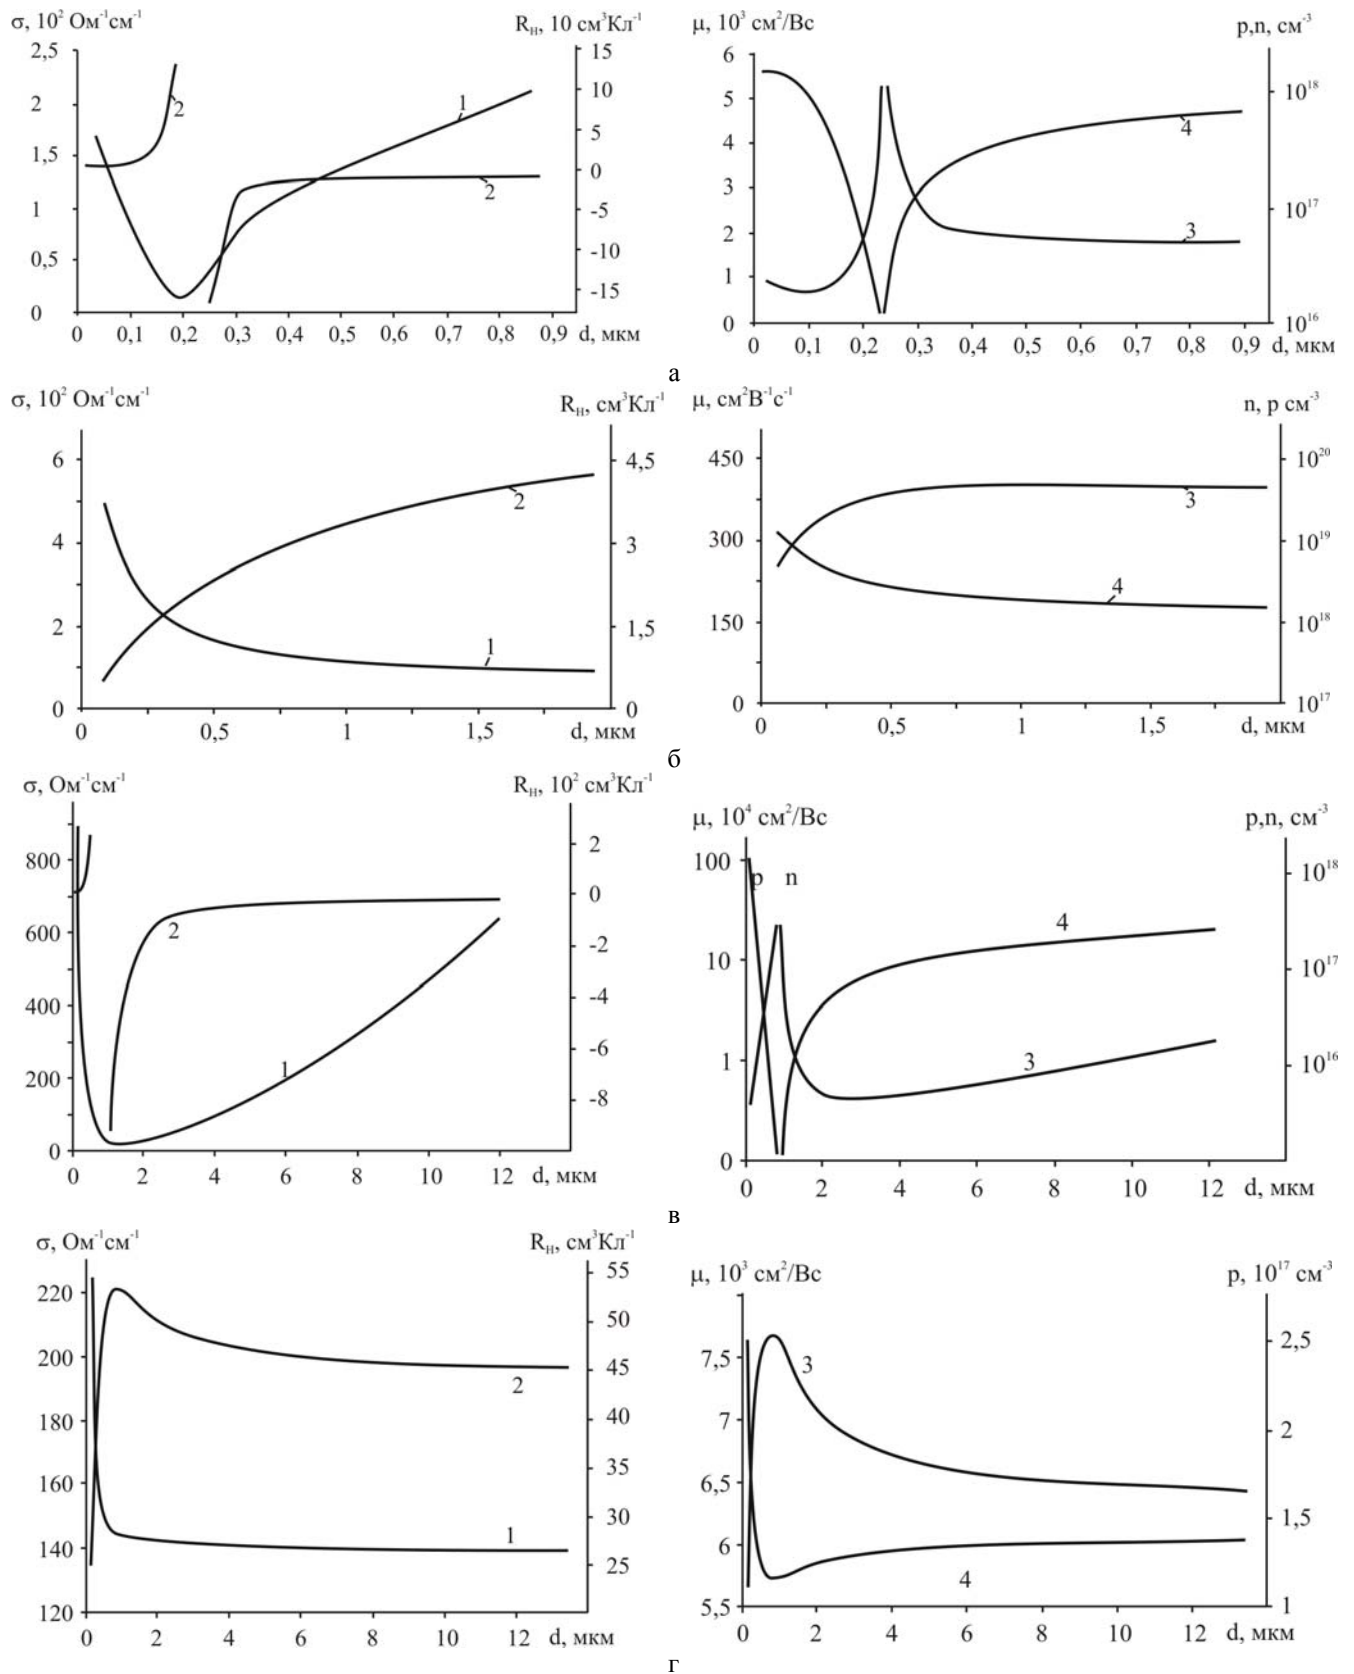 σ, 10² Ом⁻¹см⁻¹ Rн, 10 см³Кл⁻¹
2,5 2 1,5 1 0,5 0
15 10 5 0 -5 -10 -15
1 2 2
0 0,1 0,2 0,3 0,4 0,5 0,6 0,7 0,8 0,9 d, мкм
μ, 10³ см²/Вс p,n, см⁻³
6 5 4 3 2 1 0
10¹⁸ 10¹⁷ 10¹⁶
4 3
0 0,1 0,2 0,3 0,4 0,5 0,6 0,7 0,8 0,9 d, мкм
а
σ, 10² Ом⁻¹см⁻¹ Rн, см³Кл⁻¹
6 4 2 0
4,5 3 1,5 0
2 1
0 0,5 1 1,5 d, мкм
μ, см²В⁻¹с⁻¹ n, p см⁻³
450 300 150 0
10²⁰ 10¹⁹ 10¹⁸ 10¹⁷
3 4
0 0,5 1 1,5 d, мкм
б
σ, Ом⁻¹см⁻¹ Rн, 10² см³Кл⁻¹
800 600 400 200 0
2 0 -2 -4 -6 -8
2 1
0 2 4 6 8 10 12 d, мкм
μ, 10⁴ см²/Вс p,n, см⁻³
100 10 1 0
10¹⁸ 10¹⁷ 10¹⁶
p n
4 3
0 2 4 6 8 10 12 d, мкм
в
σ, Ом⁻¹см⁻¹ Rн, см³Кл⁻¹
220 200 180 160 140 120
55 50 45 40 35 30 25
2 1
0 2 4 6 8 10 12 d, мкм
μ, 10³ см²/Вс p, 10¹⁷ см⁻³
7,5 7 6,5 6 5,5
2,5 2 1,5 1
3 4
0 2 4 6 8 10 12 d, мкм
г